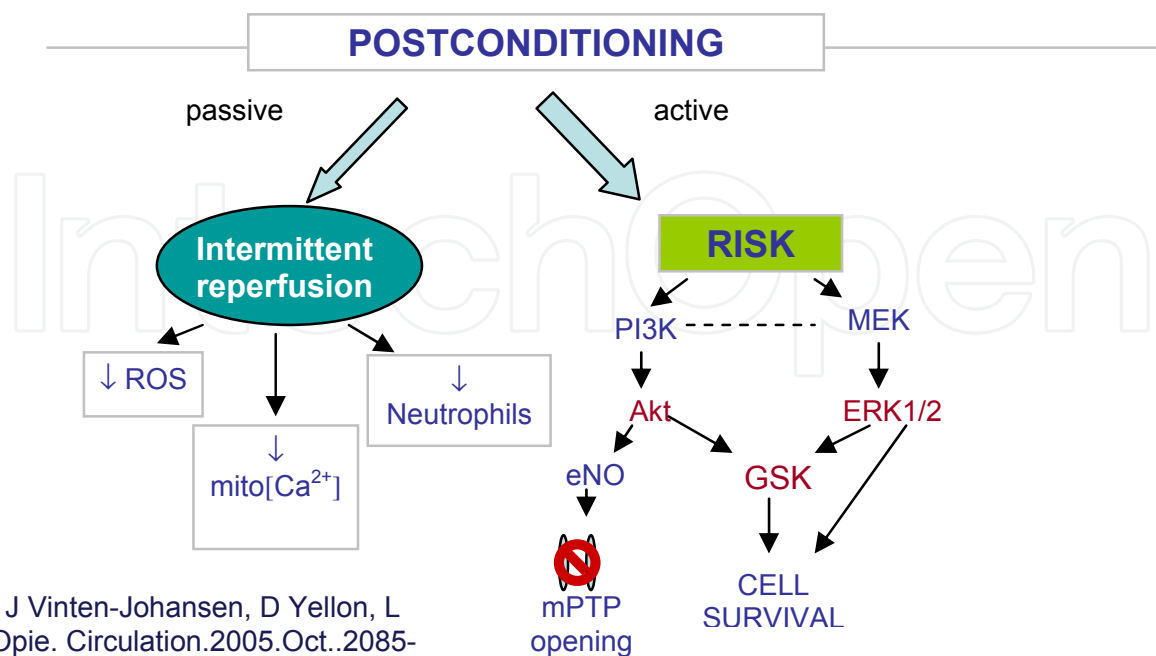 POSTCONDITIONING
passive
active
IntechOpen
Intermittent
reperfusion
RISK
PI3K
MEK
↓ ROS
↓
Neutrophils
↓
mito[Ca²⁺]
Akt
ERK1/2
eNO
GSK
mPTP
opening
CELL
SURVIVAL
J Vinten-Johansen, D Yellon, L
Opie. Circulation.2005.Oct..2085-